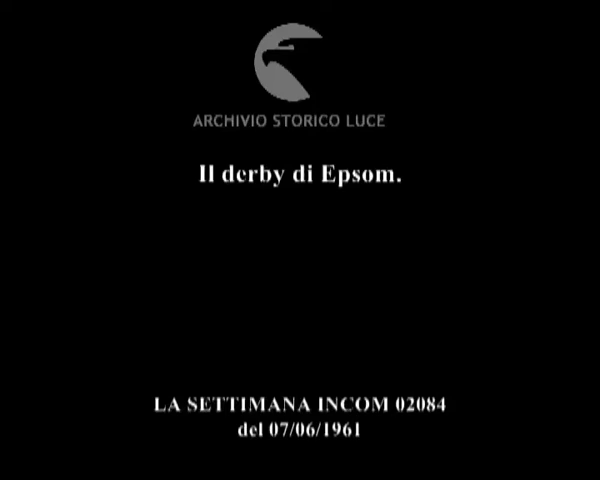 ARCHIVIO STORICO LUCE
Il derby di Epsom.
LA SETTIMANA INCOM 02084
del 07/06/1961